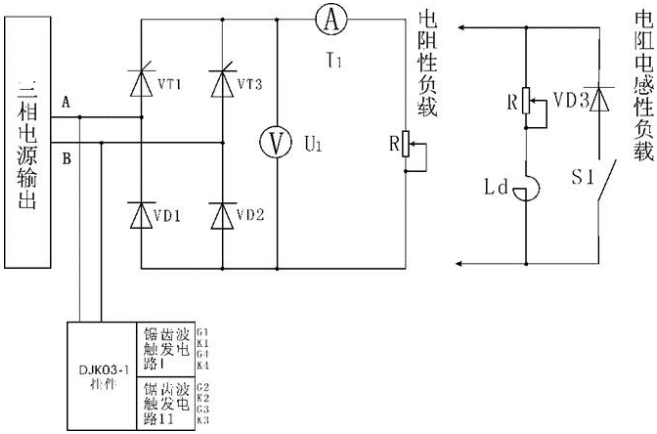 三相电源输出
A
B
VT1
VT3
VD1
VD2
A
I1
V
U1
R
电阻性负载
R
VD3
Ld
S1
电阻电感性负载
DJK03-1
挂件
锯齿波
触发电
路I
G1
K1
G4
K4
锯齿波
触发电
路11
G2
K2
G3
K3